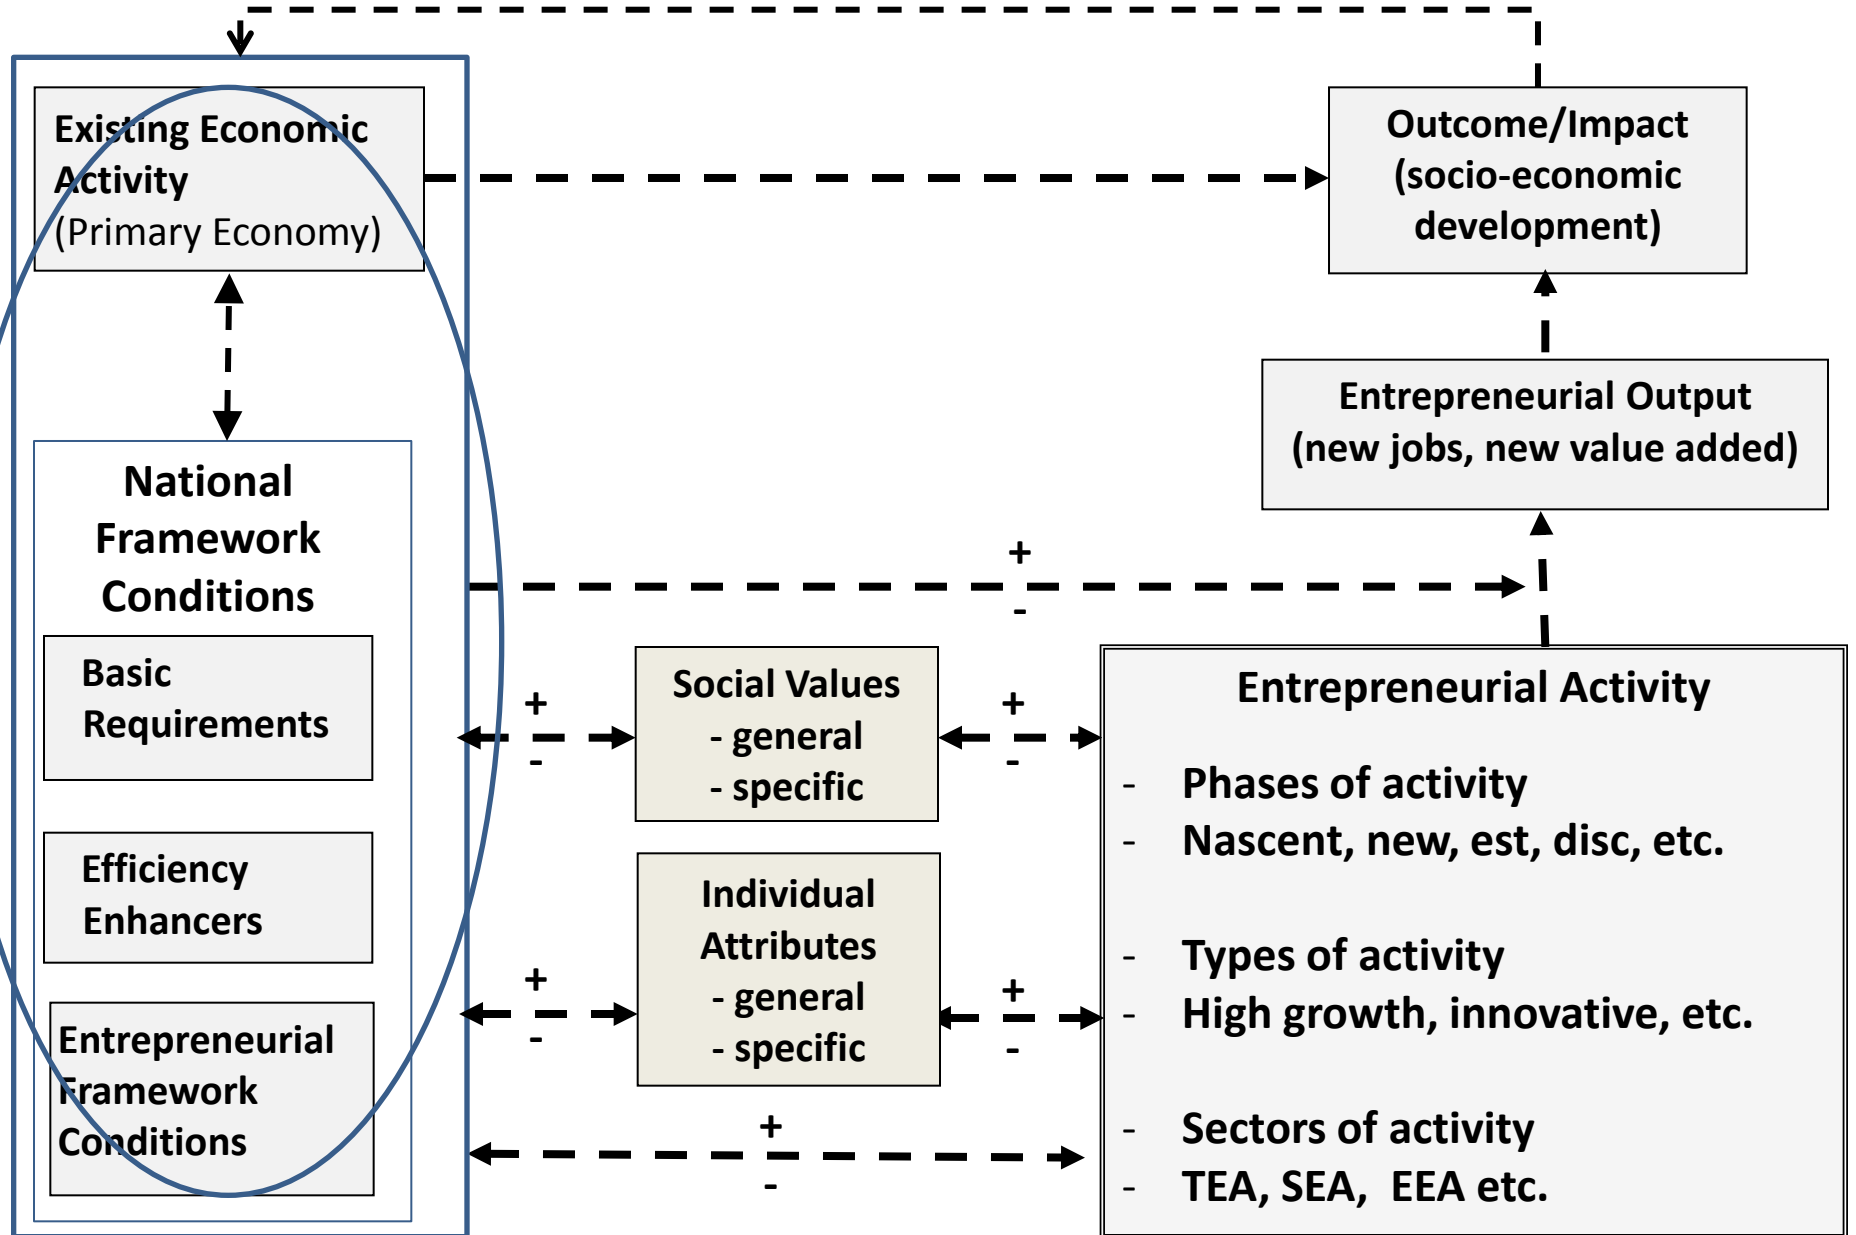 Existing Economic
Activity
(Primary Economy)
Outcome/Impact
(socio-economic
development)
Entrepreneurial Output
(new jobs, new value added)
National
Framework
Conditions
Basic
Requirements
Efficiency
Enhancers
Entrepreneurial
Framework
Conditions
+
-
+
-
Social Values
- general
- specific
+
-
+
-
Individual
Attributes
- general
- specific
+
-
+
-
Entrepreneurial Activity
- Phases of activity
- Nascent, new, est, disc, etc.
- Types of activity
- High growth, innovative, etc.
- Sectors of activity
- TEA, SEA, EEA etc.